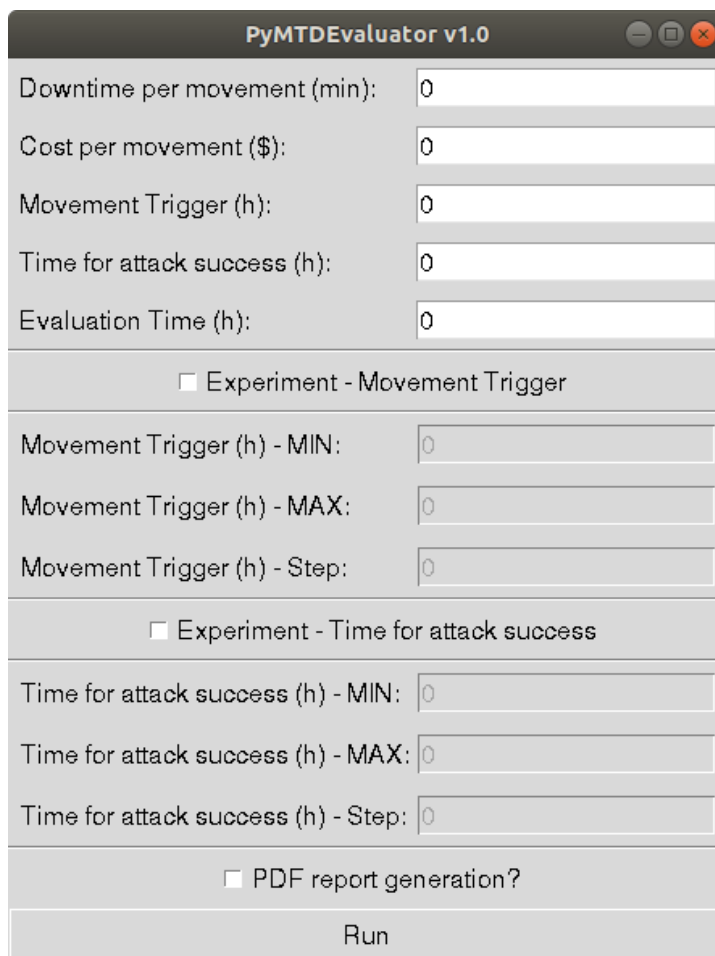 PyMTDEvaluator v1.0
Downtime per movement (min): 0
Cost per movement ($): 0
Movement Trigger (h): 0
Time for attack success (h): 0
Evaluation Time (h): 0
Experiment - Movement Trigger
Movement Trigger (h) - MIN: 0
Movement Trigger (h) - MAX: 0
Movement Trigger (h) - Step: 0
Experiment - Time for attack success
Time for attack success (h) - MIN: 0
Time for attack success (h) - MAX: 0
Time for attack success (h) - Step: 0
PDF report generation?
Run